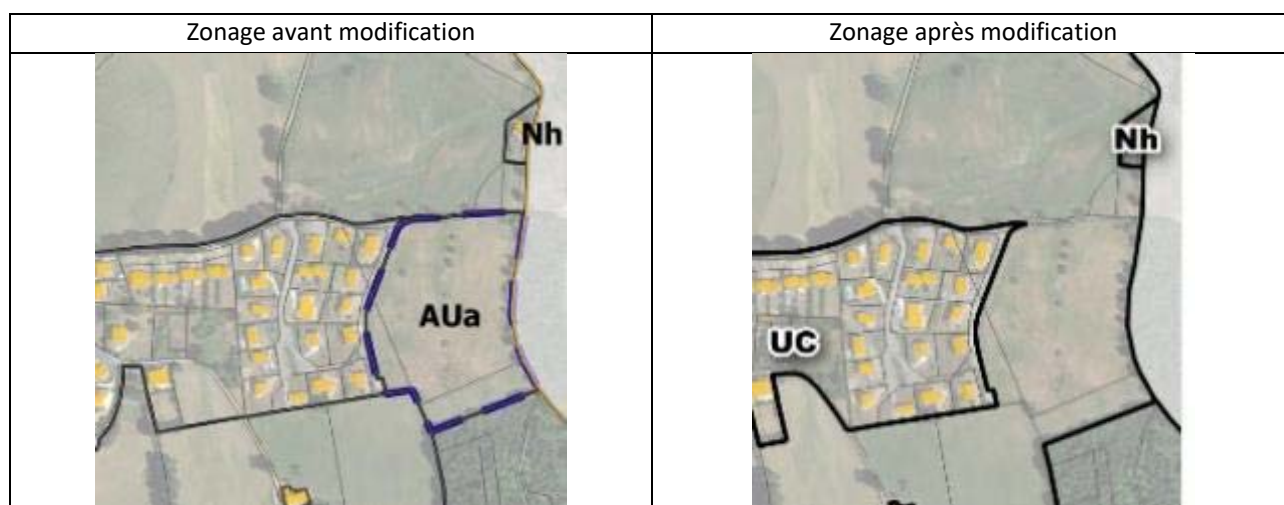 Zonage avant modification
Zonage après modification
Nh
AUa
Nh
UC